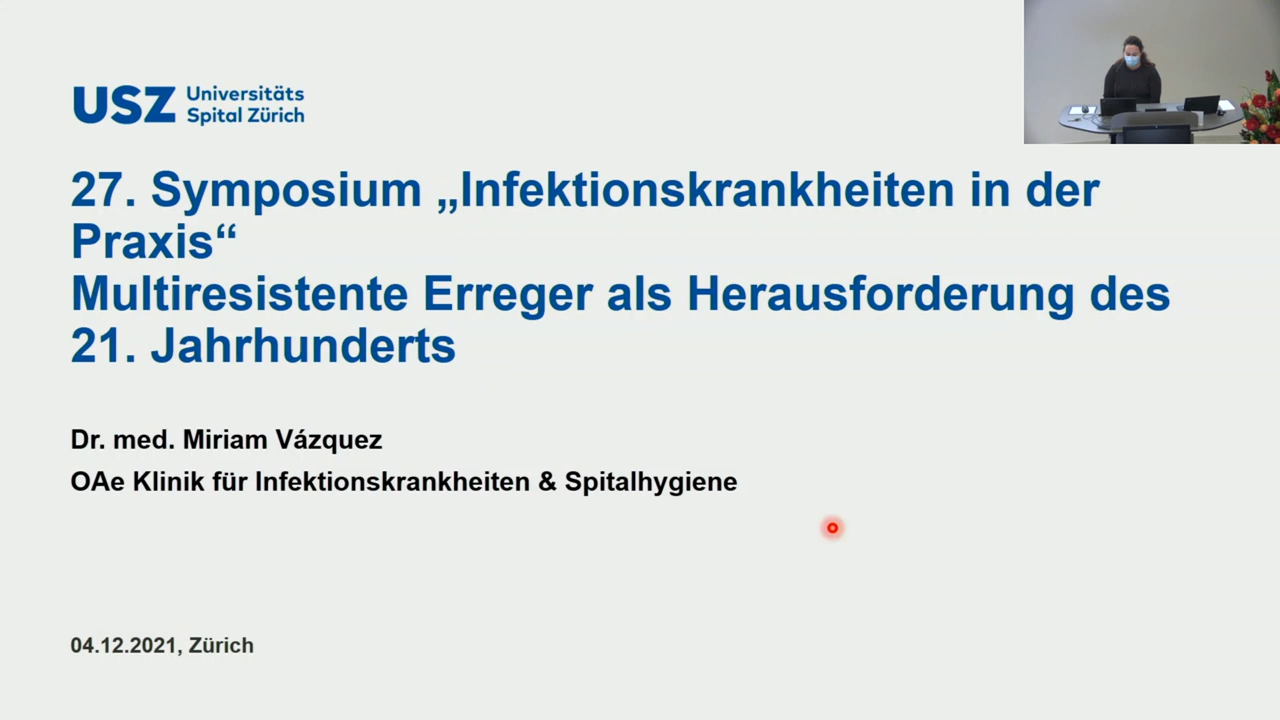 USZ Universitäts
Spital Zürich
27. Symposium „Infektionskrankheiten in der
Praxis“
Multiresistente Erreger als Herausforderung des
21. Jahrhunderts
Dr. med. Miriam Vázquez
OAe Klinik für Infektionskrankheiten & Spitalhygiene
04.12.2021, Zürich